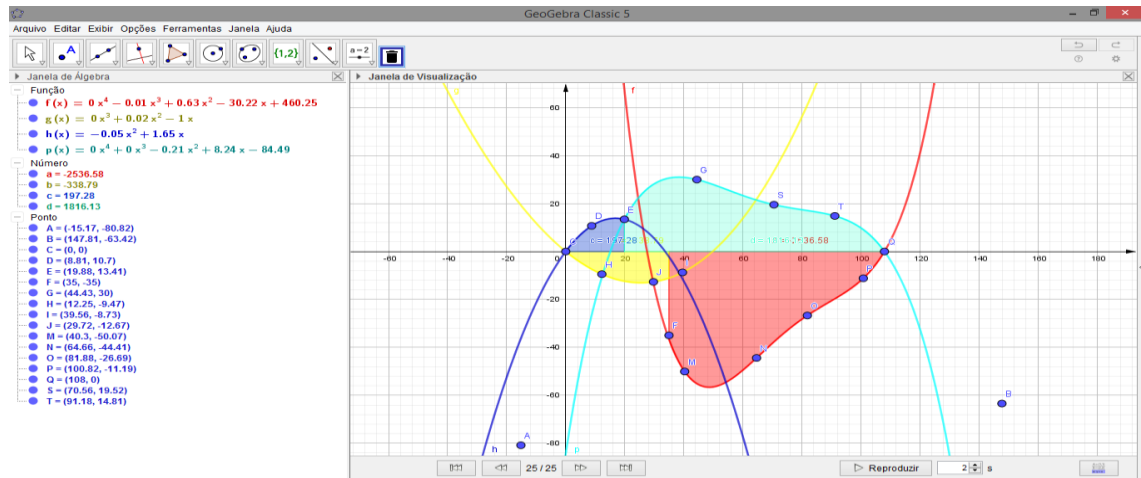 GeoGebra Classic 5
Arquivo Editar Exibir Opções Ferramentas Janela Ajuda
A
{1,2}
a=2
Janela de Álgebra
Função
f(x) = 0 x⁴ − 0.01 x³ + 0.63 x² − 30.22 x + 460.25
g(x) = 0 x³ + 0.02 x² − 1 x
h(x) = −0.05 x² + 1.65 x
p(x) = 0 x⁴ + 0 x³ − 0.21 x² + 8.24 x − 84.49
Número
a = -2536.58
b = -338.79
c = 197.28
d = 1816.13
Ponto
A = (-15.17, -80.82)
B = (147.81, -63.42)
C = (0, 0)
D = (8.81, 10.7)
E = (19.88, 13.41)
F = (35, -35)
G = (44.43, 30)
H = (12.25, -9.47)
I = (39.56, -8.73)
J = (29.72, -12.67)
M = (40.3, -50.07)
N = (64.66, -44.41)
O = (81.88, -26.69)
P = (100.82, -11.19)
Q = (108, 0)
S = (70.56, 19.52)
T = (91.18, 14.81)
Janela de Visualização
g
f
60
40
G
S
20
T
E
D
c = 197.28
Q
-60 -40 -20 0 20 40 60 80 100 120 140 160 180
H
I
J
P
-20
O
F
-40
N
M
-60
B
-80
A
h
p
25 / 25
Reproduzir
2
s